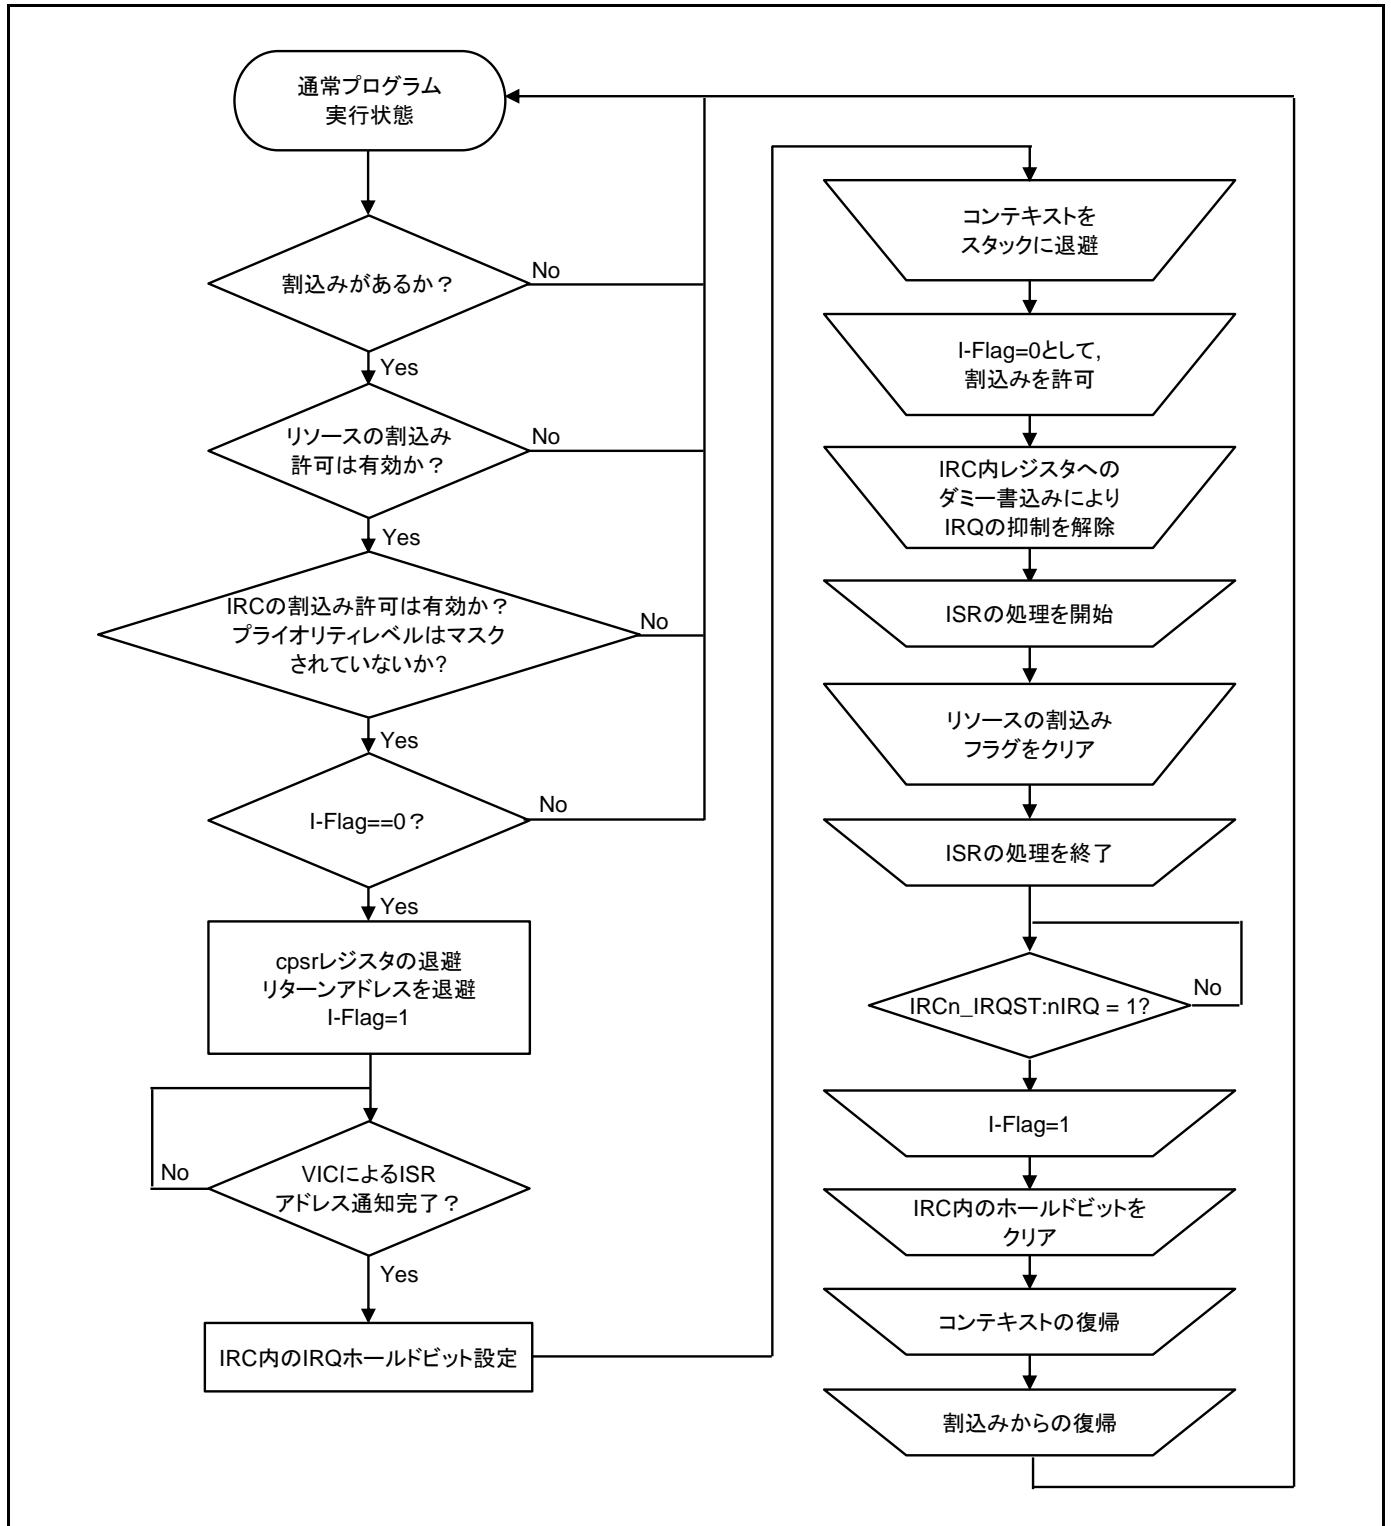 通常プログラム
実行状態
割込みがあるか？
No
Yes
リソースの割込み
許可は有効か？
No
Yes
IRCの割込み許可は有効か？
プライオリティレベルはマスク
されていないか?
No
Yes
I-Flag==0？
No
Yes
cpsrレジスタの退避
リターンアドレスを退避
I-Flag=1
VICによるISR
アドレス通知完了？
No
Yes
IRC内のIRQホールドビット設定
コンテキストを
スタックに退避
I-Flag=0として,
割込みを許可
IRC内レジスタへの
ダミー書込みにより
IRQの抑制を解除
ISRの処理を開始
リソースの割込み
フラグをクリア
ISRの処理を終了
IRCn_IRQST:nIRQ = 1?
No
I-Flag=1
IRC内のホールドビットを
クリア
コンテキストの復帰
割込みからの復帰